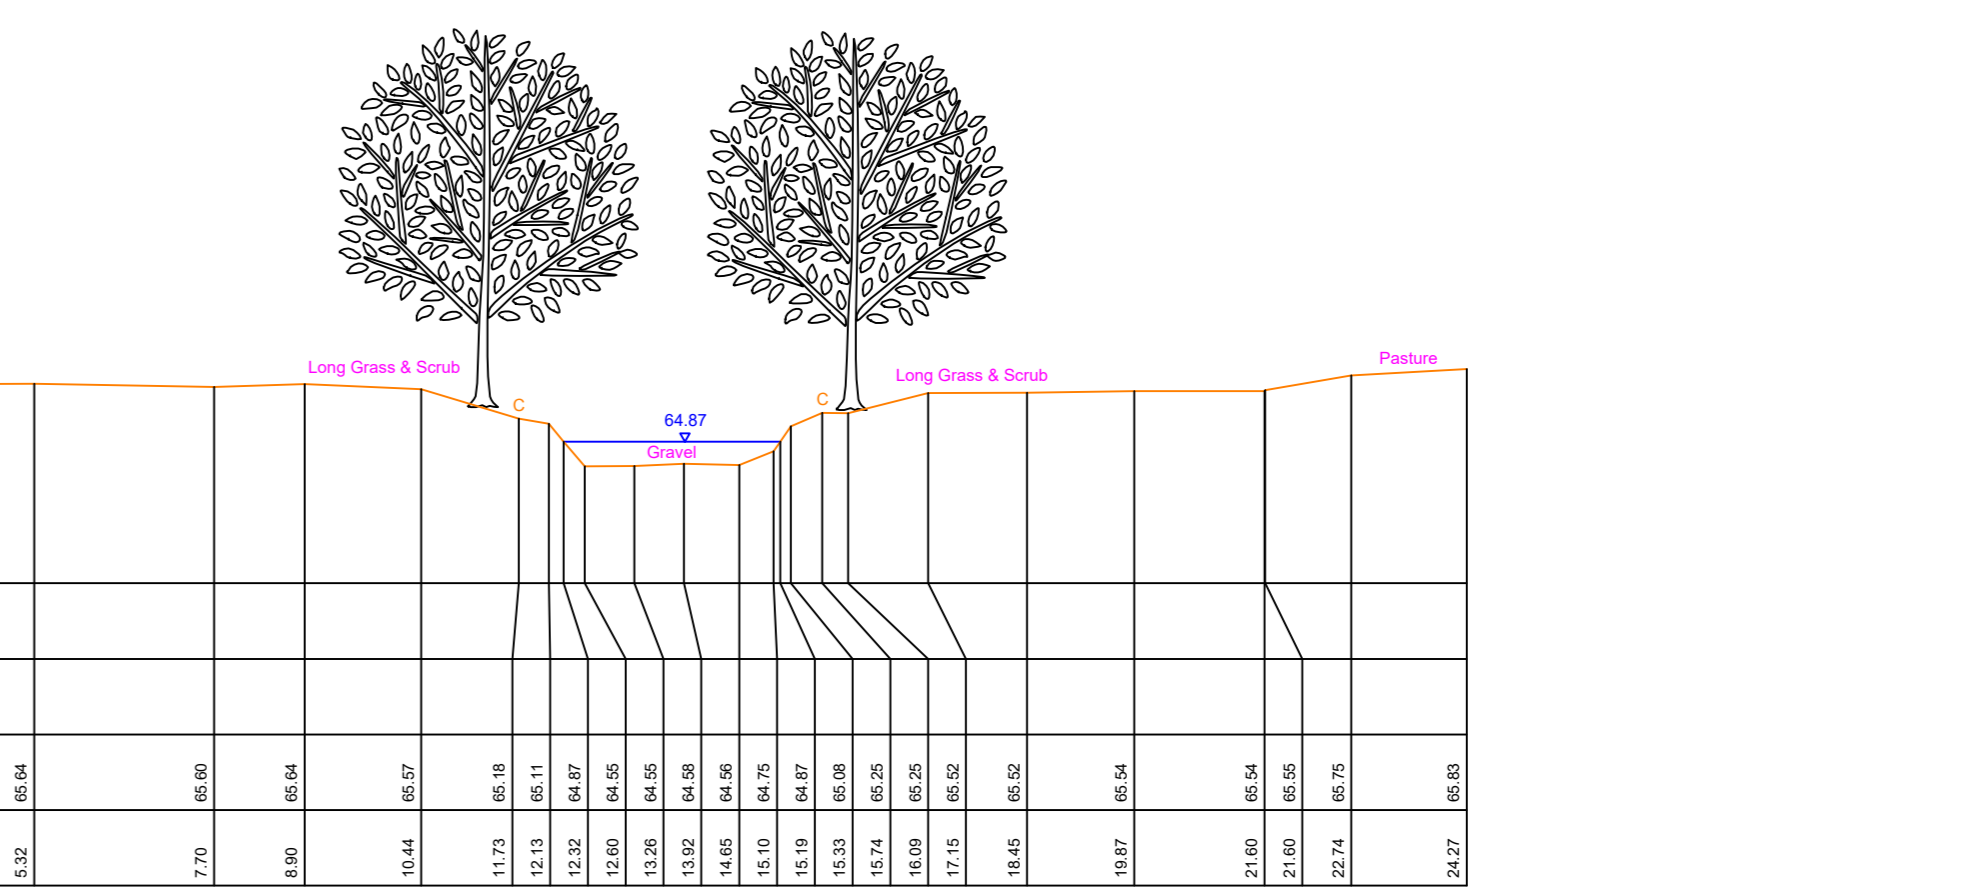 Pasture
Long Grass & Scrub
Long Grass & Scrub
C
C
64.87
Gravel
65.64 65.60 65.64 65.57 65.18 65.11 64.87 64.55 64.55 64.58 64.56 64.75 64.87 65.08 65.25 65.25 65.52 65.52 65.54 65.54 65.55 65.75 65.83
5.32 7.70 8.90 10.44 11.73 12.13 12.32 12.60 13.26 13.92 14.65 15.10 15.19 15.33 15.74 16.09 17.15 18.45 19.87 21.60 21.60 22.74 24.27